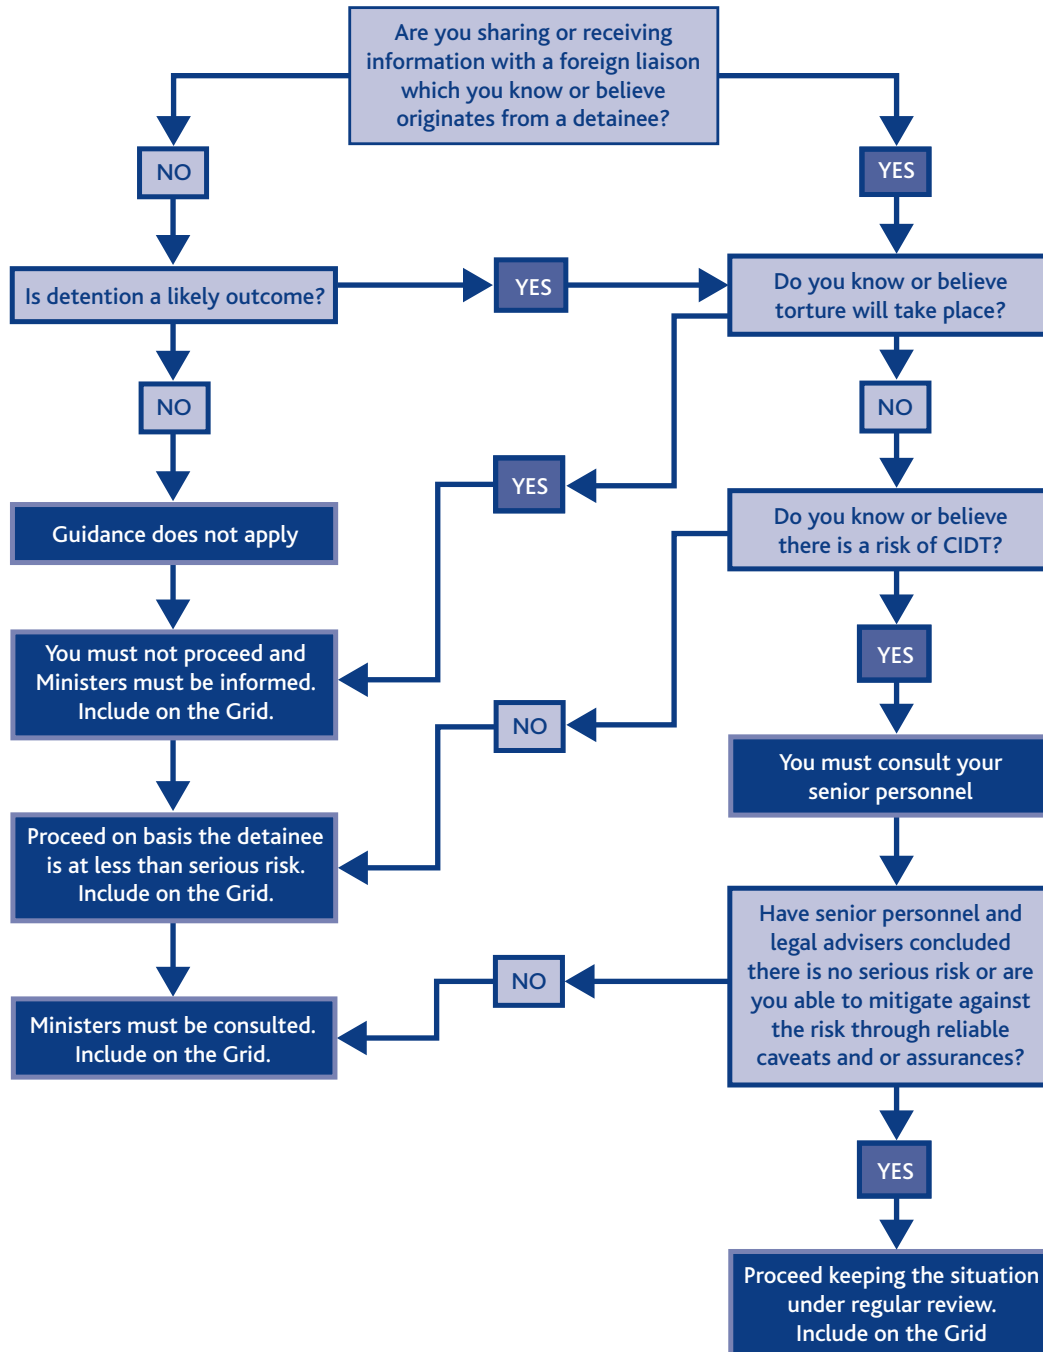 Are you sharing or receiving
information with a foreign liaison
which you know or believe
originates from a detainee?
NO
YES
Is detention a likely outcome?
YES
Do you know or believe
torture will take place?
NO
NO
YES
Guidance does not apply
Do you know or believe
there is a risk of CIDT?
You must not proceed and
Ministers must be informed.
Include on the Grid.
YES
NO
You must consult your
senior personnel
Proceed on basis the detainee
is at less than serious risk.
Include on the Grid.
Have senior personnel and
legal advisers concluded
there is no serious risk or are
you able to mitigate against
the risk through reliable
caveats and or assurances?
NO
Ministers must be consulted.
Include on the Grid.
YES
Proceed keeping the situation
under regular review.
Include on the Grid